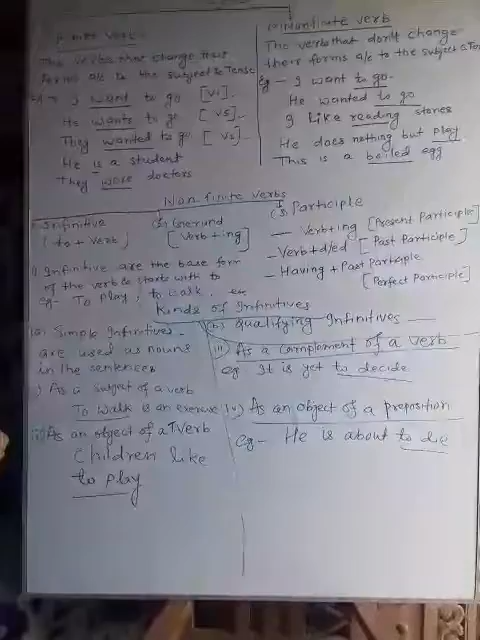 Finite Verb:
The verbs that change their
forms a/c to the subject & Tense
I want to go [V1].
He wants to go [V5].
They wanted to go [V2].
He is a student
They were doctors
Nonfinite verb
The verbs that don't change
their forms a/c to the subject & Te
eg - I want to go.
He wanted to go
I like reading stories
He does nothing but play.
This is a boiled egg
Non finite Verbs
Infinitive
(to + verb)
Gerund
[Verb + ing]
(3) Participle
— Verb + ing [Present Participle]
- Verb + d/ed [Past Participle]
- Having + Past Participle
[Perfect Participle]
Infinitive are the base form
of the verb & starts with to
eg- To Play, to walk, etc
Kinds of Infinitives
(a) Simple Infinitives -
are used as nouns
in the sentences
i) As a subject of a verb
To walk is an exercise
ii) As an object of a verb
Children like
to play
(b) Qualifying Infinitives —
iii) As a complement of a verb
eg It is yet to decide
iv) As an object of a preposition
eg- He is about to die